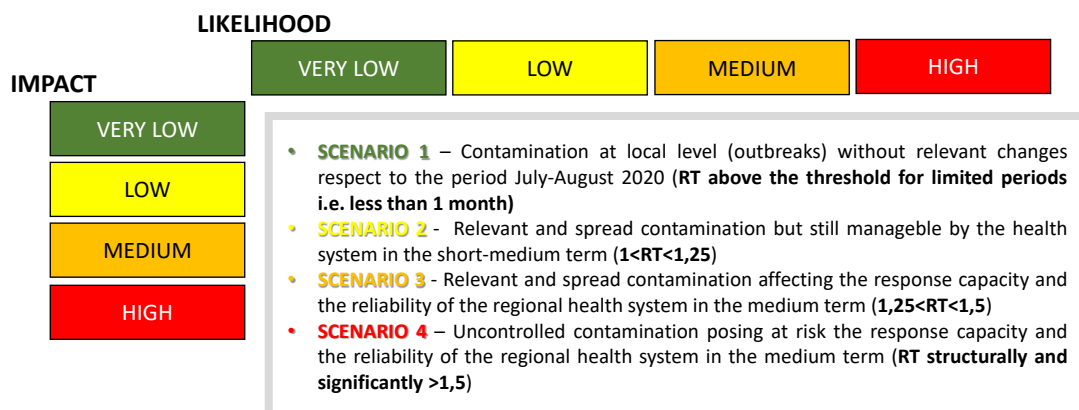 LIKELIHOOD
VERY LOW
LOW
MEDIUM
HIGH
IMPACT
VERY LOW
LOW
MEDIUM
HIGH
• SCENARIO 1 – Contamination at local level (outbreaks) without relevant changes
respect to the period July-August 2020 (RT above the threshold for limited periods
i.e. less than 1 month)
• SCENARIO 2 - Relevant and spread contamination but still manageble by the health
system in the short-medium term (1<RT<1,25)
• SCENARIO 3 - Relevant and spread contamination affecting the response capacity and
the reliability of the regional health system in the medium term (1,25<RT<1,5)
• SCENARIO 4 – Uncontrolled contamination posing at risk the response capacity and
the reliability of the regional health system in the medium term (RT structurally and
significantly >1,5)